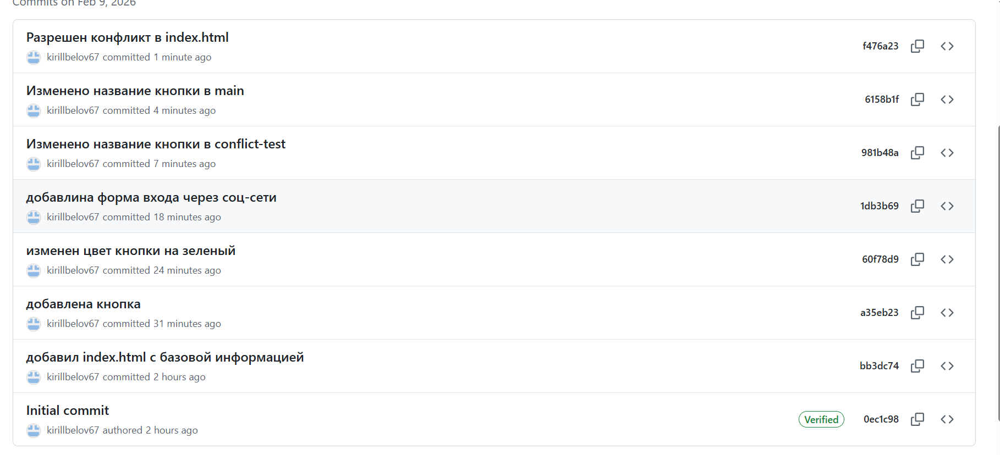 Commits on Feb 9, 2026
Разрешен конфликт в index.html
kirillbelov67 committed 1 minute ago
f476a23
Изменено название кнопки в main
kirillbelov67 committed 4 minutes ago
6158b1f
Изменено название кнопки в conflict-test
kirillbelov67 committed 7 minutes ago
981b48a
добавлина форма входа через соц-сети
kirillbelov67 committed 18 minutes ago
1db3b69
изменен цвет кнопки на зеленый
kirillbelov67 committed 24 minutes ago
60f78d9
добавлена кнопка
kirillbelov67 committed 31 minutes ago
a35eb23
добавил index.html с базовой информацией
kirillbelov67 committed 2 hours ago
bb3dc74
Initial commit
kirillbelov67 authored 2 hours ago
Verified 0ec1c98